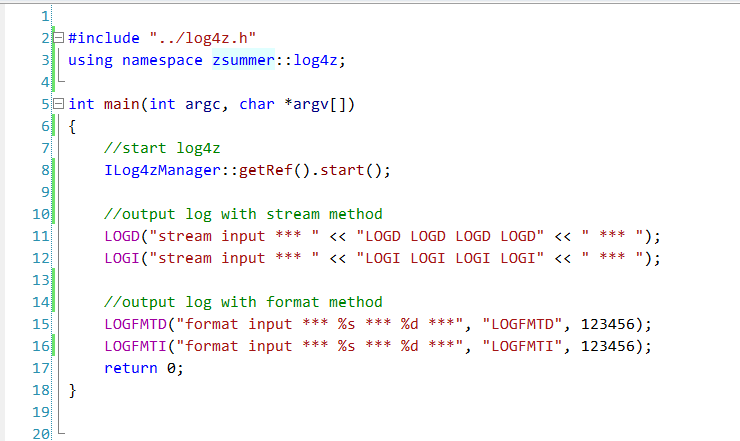 1
2 #include "../log4z.h"
3 using namespace zsummer::log4z;
4
5 int main(int argc, char *argv[])
6 {
7     //start log4z
8     ILog4zManager::getRef().start();
9
10     //output log with stream method
11     LOGD("stream input *** " << "LOGD LOGD LOGD LOGD" << " *** ");
12     LOGI("stream input *** " << "LOGI LOGI LOGI LOGI" << " *** ");
13
14     //output log with format method
15     LOGFMTD("format input *** %s *** %d ***", "LOGFMTD", 123456);
16     LOGFMTI("format input *** %s *** %d ***", "LOGFMTI", 123456);
17     return 0;
18 }
19
20